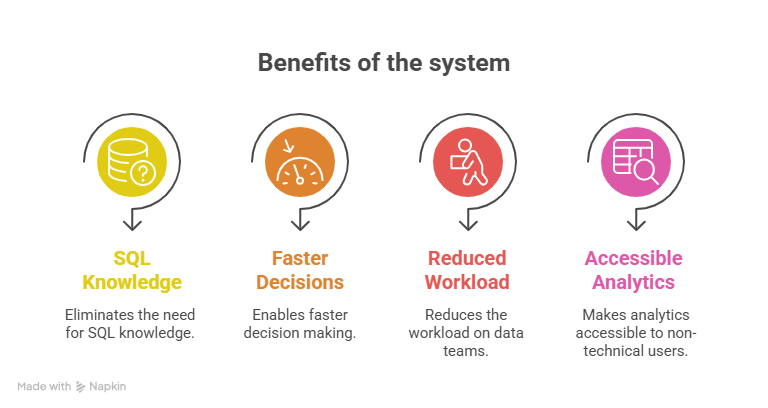 Benefits of the system
SQL
Knowledge
Eliminates the need
for SQL knowledge.
Faster
Decisions
Enables faster
decision making.
Reduced
Workload
Reduces the
workload on data
teams.
Accessible
Analytics
Makes analytics
accessible to non-
technical users.
Made with Napkin